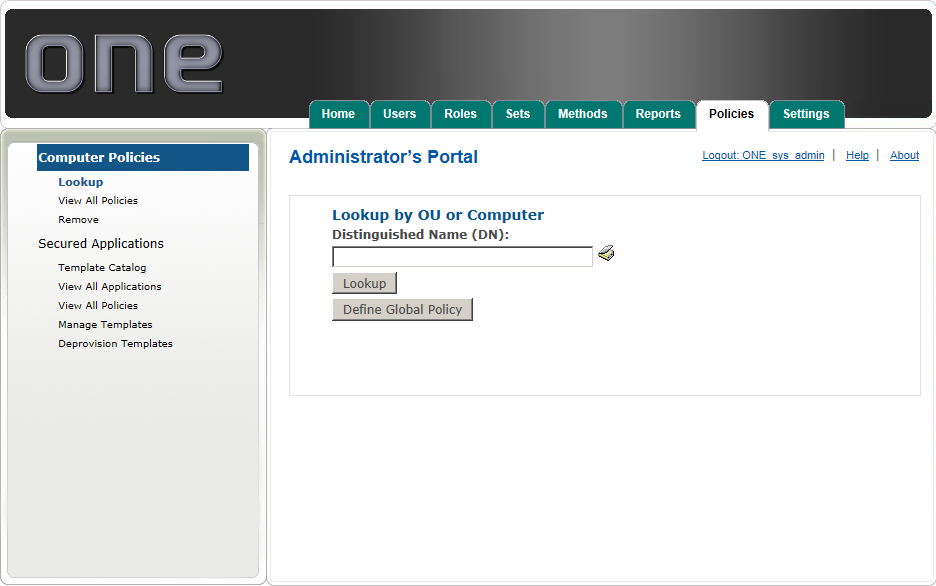 one
Home Users Roles Sets Methods Reports Policies Settings
Computer Policies
Lookup
View All Policies
Remove
Secured Applications
Template Catalog
View All Applications
View All Policies
Manage Templates
Deprovision Templates
Administrator's Portal
Logout: ONE_sys_admin | Help | About
Lookup by OU or Computer
Distinguished Name (DN):
Lookup
Define Global Policy